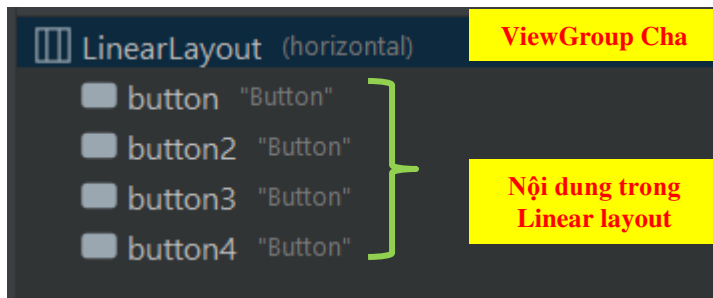 LinearLayout (horizontal)
ViewGroup Cha
button "Button"
button2 "Button"
button3 "Button"
button4 "Button"
Nội dung trong
Linear layout